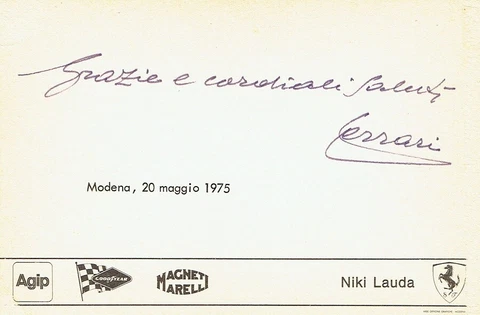 Grazie e cordiali saluti
Ferrari
Modena, 20 maggio 1975
Agip
GOODYEAR
MAGNETI
MARELLI
Niki Lauda
S F